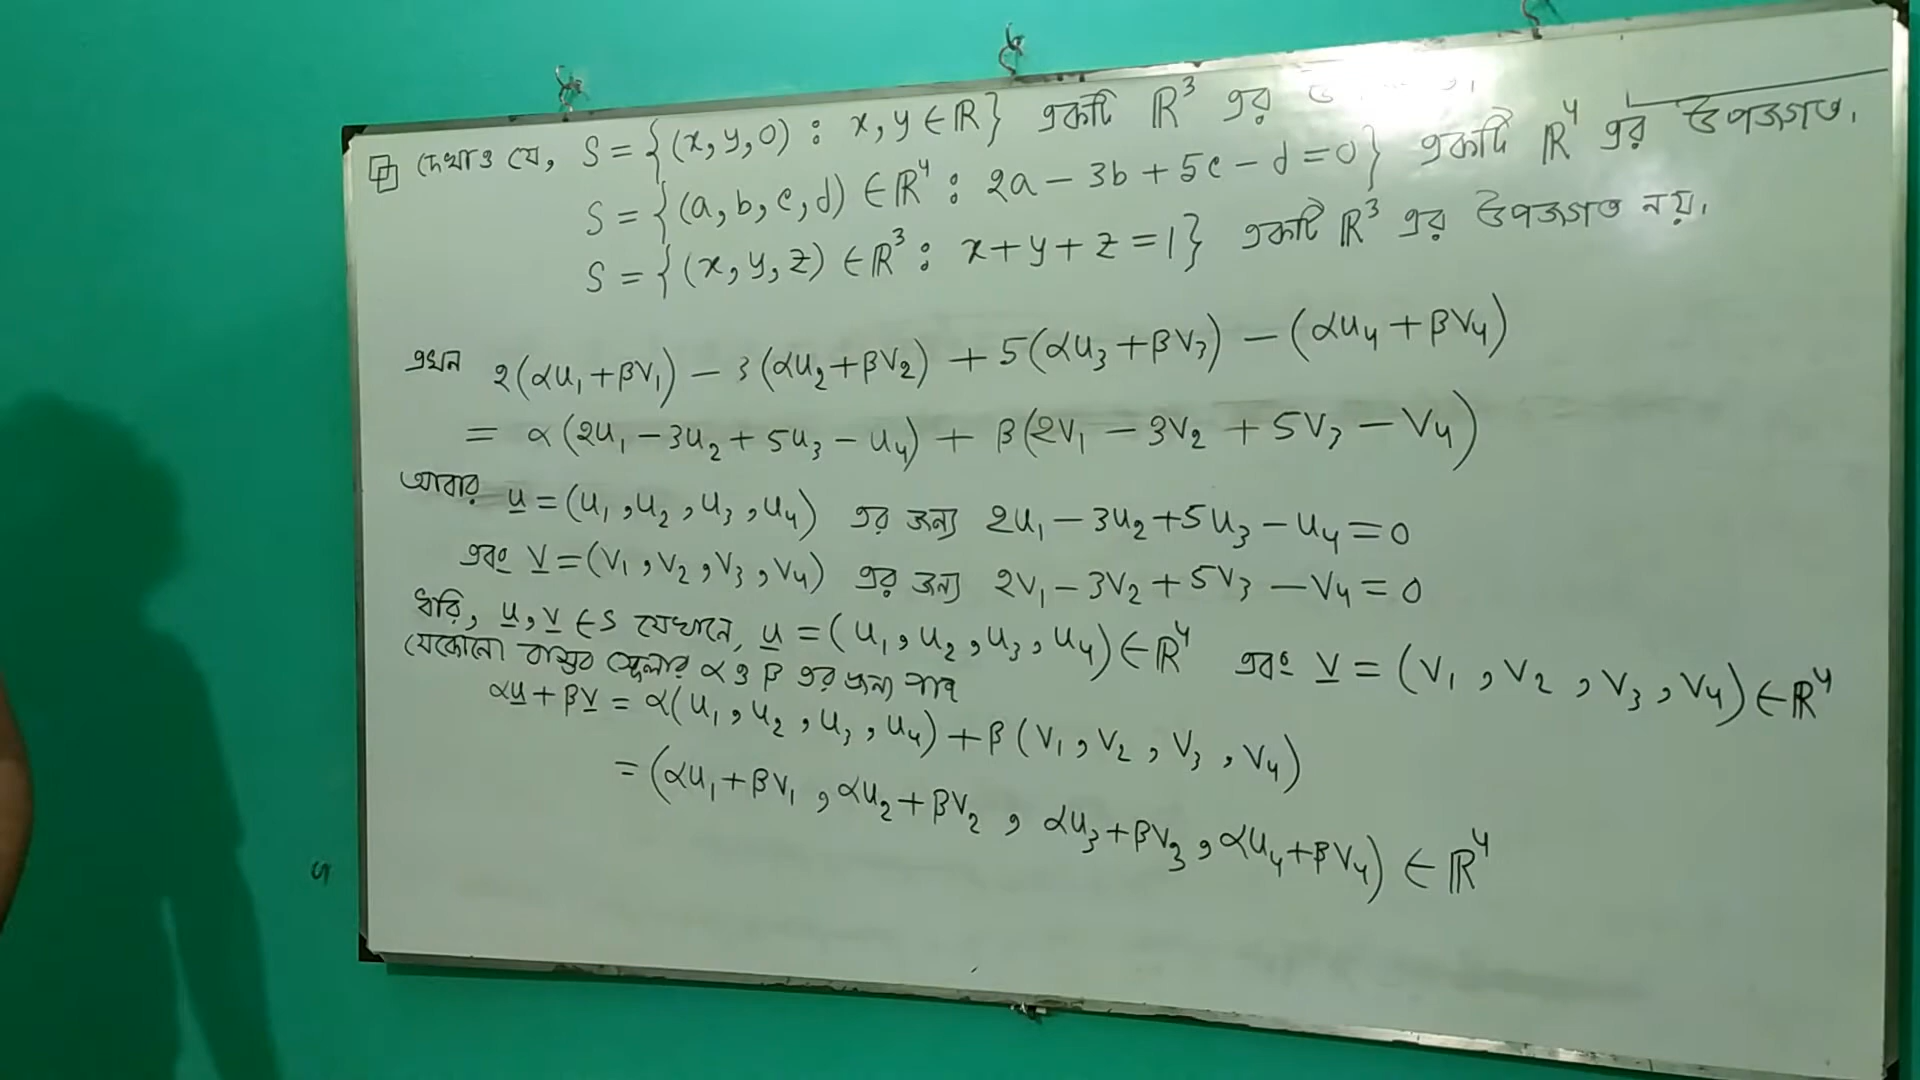 দেখাও যে, S = {(x, y, 0) : x, y ∈ ℝ} একটি ℝ³ এর
S = {(a, b, c, d) ∈ ℝ⁴ : 2a − 3b + 5c − d = 0} একটি ℝ⁴ এর উপজগত.
S = {(x, y, z) ∈ ℝ³ : x + y + z = 1} একটি ℝ³ এর উপজগত নয়.
এখন 2(αu₁ + βv₁) − 3(αu₂ + βv₂) + 5(αu₃ + βv₃) − (αu₄ + βv₄)
= α(2u₁ − 3u₂ + 5u₃ − u₄) + β(2v₁ − 3v₂ + 5v₃ − v₄)
আবার u̲ = (u₁, u₂, u₃, u₄) এর জন্য 2u₁ − 3u₂ + 5u₃ − u₄ = 0
এবং v̲ = (v₁, v₂, v₃, v₄) এর জন্য 2v₁ − 3v₂ + 5v₃ − v₄ = 0
ধরি, u̲, v̲ ∈ S যেখানে, u̲ = (u₁, u₂, u₃, u₄) ∈ ℝ⁴ এবং v̲ = (v₁, v₂, v₃, v₄) ∈ ℝ⁴
যেকোনো বাস্তব স্কেলার α ও β এর জন্য পাব
αu̲ + βv̲ = α(u₁, u₂, u₃, u₄) + β(v₁, v₂, v₃, v₄)
= (αu₁ + βv₁, αu₂ + βv₂, αu₃ + βv₃, αu₄ + βv₄) ∈ ℝ⁴